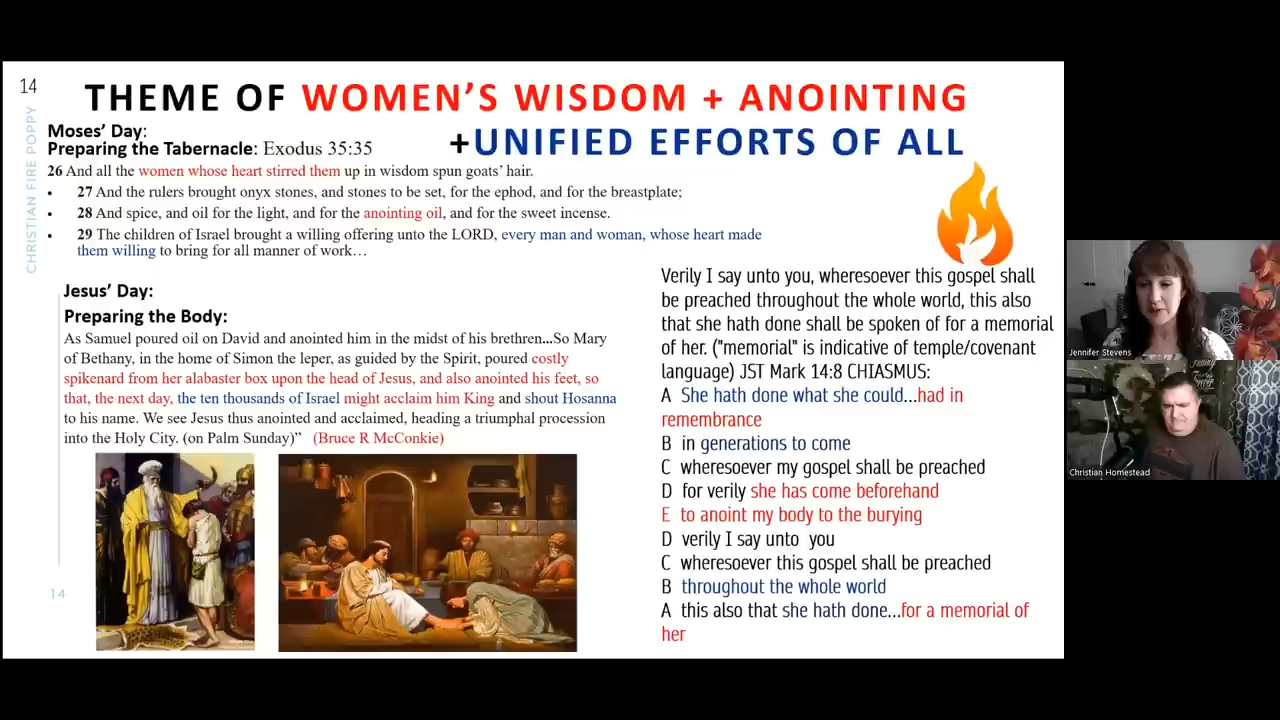 14
CHRISTIAN FIRE POPPY
THEME OF WOMEN'S WISDOM + ANOINTING
+UNIFIED EFFORTS OF ALL
Moses' Day:
Preparing the Tabernacle: Exodus 35:35
26 And all the women whose heart stirred them up in wisdom spun goats' hair.
• 27 And the rulers brought onyx stones, and stones to be set, for the ephod, and for the breastplate;
• 28 And spice, and oil for the light, and for the anointing oil, and for the sweet incense.
• 29 The children of Israel brought a willing offering unto the LORD, every man and woman, whose heart made
them willing to bring for all manner of work…
Jesus' Day:
Preparing the Body:
As Samuel poured oil on David and anointed him in the midst of his brethren...So Mary
of Bethany, in the home of Simon the leper, as guided by the Spirit, poured costly
spikenard from her alabaster box upon the head of Jesus, and also anointed his feet, so
that, the next day, the ten thousands of Israel might acclaim him King and shout Hosanna
to his name. We see Jesus thus anointed and acclaimed, heading a triumphal procession
into the Holy City. (on Palm Sunday)” (Bruce R McConkie)
14
Verily I say unto you, wheresoever this gospel shall
be preached throughout the whole world, this also
that she hath done shall be spoken of for a memorial
of her. ("memorial" is indicative of temple/covenant
language) JST Mark 14:8 CHIASMUS:
A She hath done what she could...had in
remembrance
B in generations to come
C wheresoever my gospel shall be preached
D for verily she has come beforehand
E to anoint my body to the burying
D verily I say unto you
C wheresoever this gospel shall be preached
B throughout the whole world
A this also that she hath done...for a memorial of
her
Jennifer Stevens
Christian Homestead